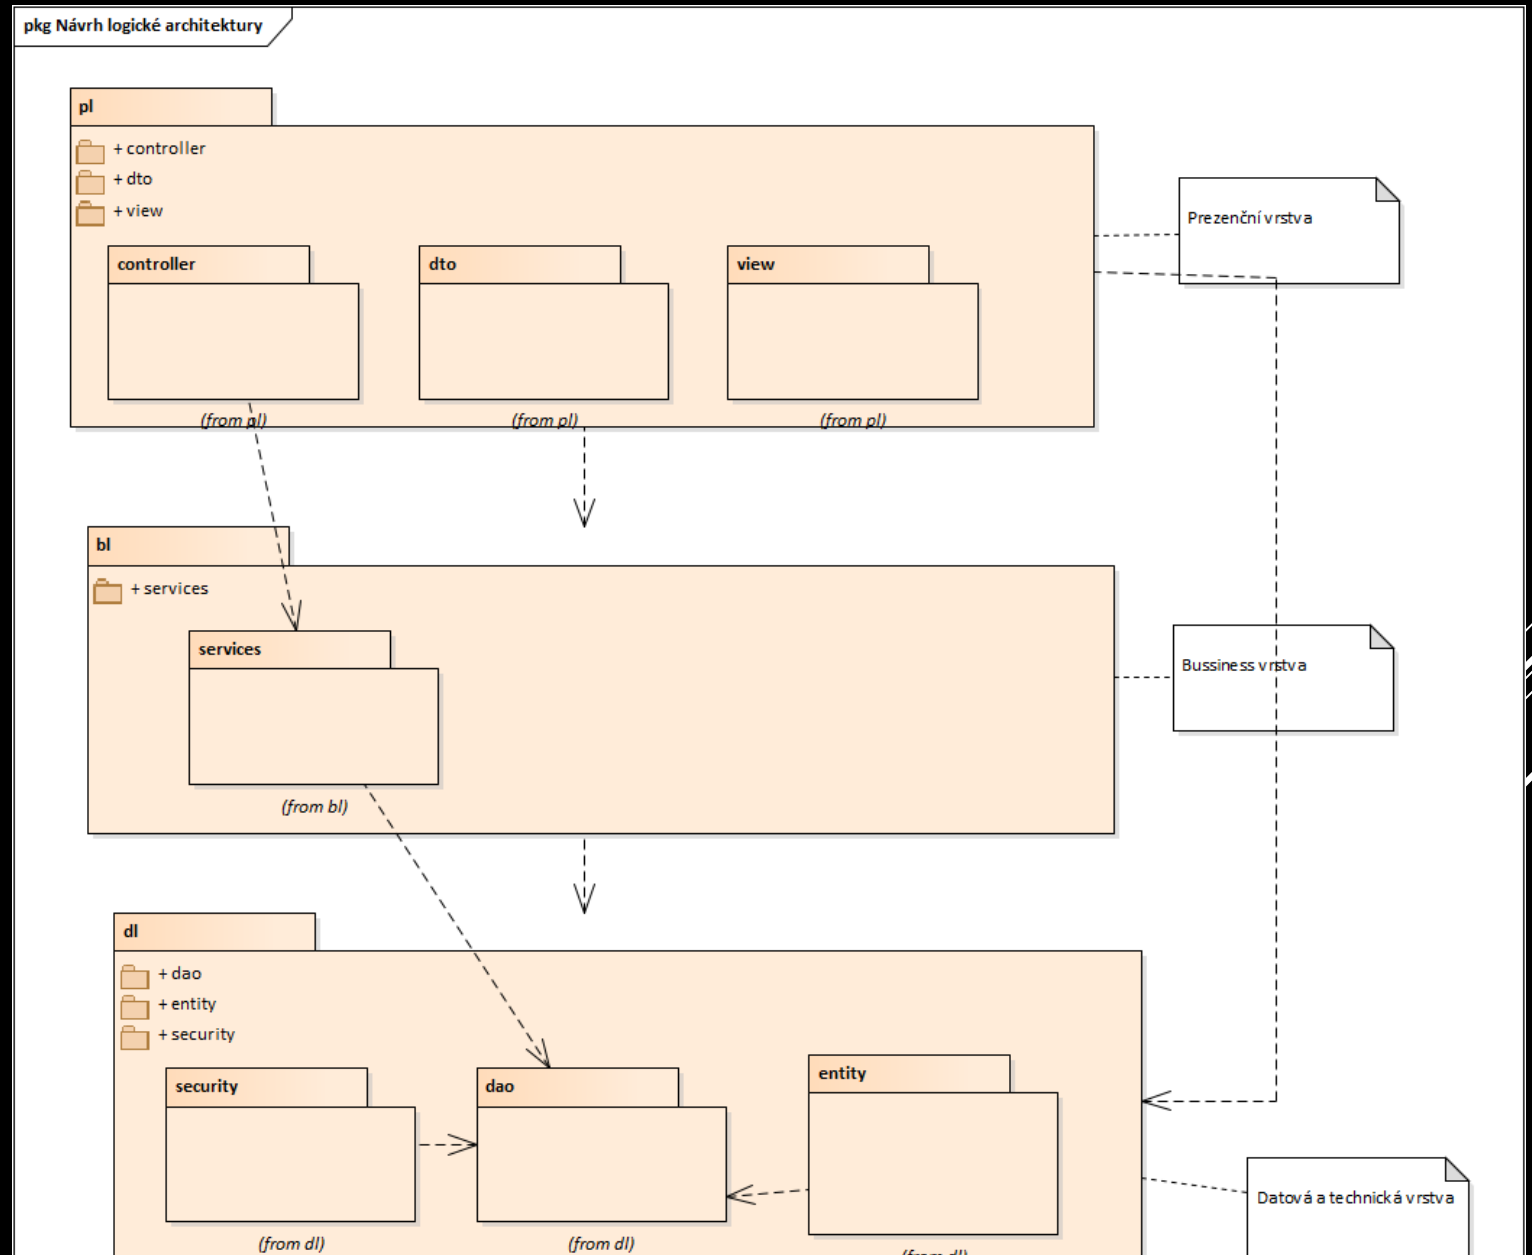 pkg Návrh logické architektury
pl
+ controller
+ dto
+ view
controller
dto
view
(from pl)
(from pl)
(from pl)
Prezenční vrstva
bl
+ services
services
(from bl)
Bussiness vrstva
dl
+ dao
+ entity
+ security
security
dao
entity
(from dl)
(from dl)
(from dl)
Datová a technická vrstva